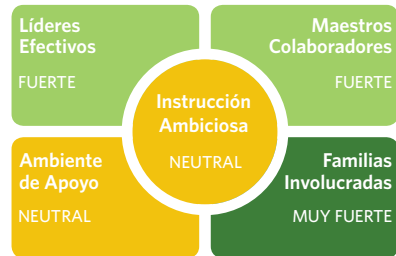 Líderes
Efectivos
FUERTE
Maestros
Colaboradores
FUERTE
Instrucción
Ambiciosa
NEUTRAL
Ambiente
de Apoyo
NEUTRAL
Familias
Involucradas
MUY FUERTE